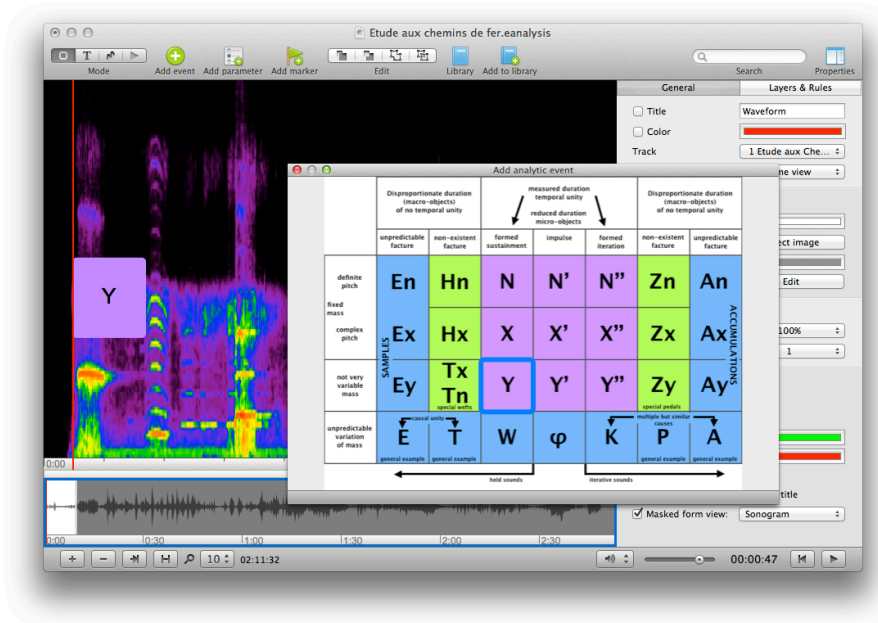 Etude aux chemins de fer.eanalysis
T
Mode
Add event
Add parameter
Add marker
Edit
Library
Add to library
Search
Properties
General
Layers & Rules
Title
Waveform
Color
Track
1 Etude aux Che...
ne view
ect image
Edit
100%
1
title
Masked form view:
Sonogram
Y
0:00
Add analytic event
Disproportionate duration
(macro-objects)
of no temporal unity
measured duration
temporal unity
reduced duration
micro-objects
Disproportionate duration
(macro-objects)
of no temporal unity
unpredictable
facture
non-existent
facture
formed
sustainment
impulse
formed
iteration
non-existent
facture
unpredictable
facture
definite
pitch
En Hn N N' N'' Zn An
fixed
mass
complex
pitch
Ex Hx X X' X'' Zx Ax
SAMPLES
ACCUMULATIONS
not very
variable
mass
Ey Tx Tn Y Y' Y'' Zy Ay
special wefts
special pedals
unpredictable
variation
of mass
causal unity
multiple but similar
causes
E T W φ K P A
general example
general example
general example
general example
held sounds
iterative sounds
0:00 0:30 1:00 1:30 2:00 2:30
10
02:11:32
00:00:47